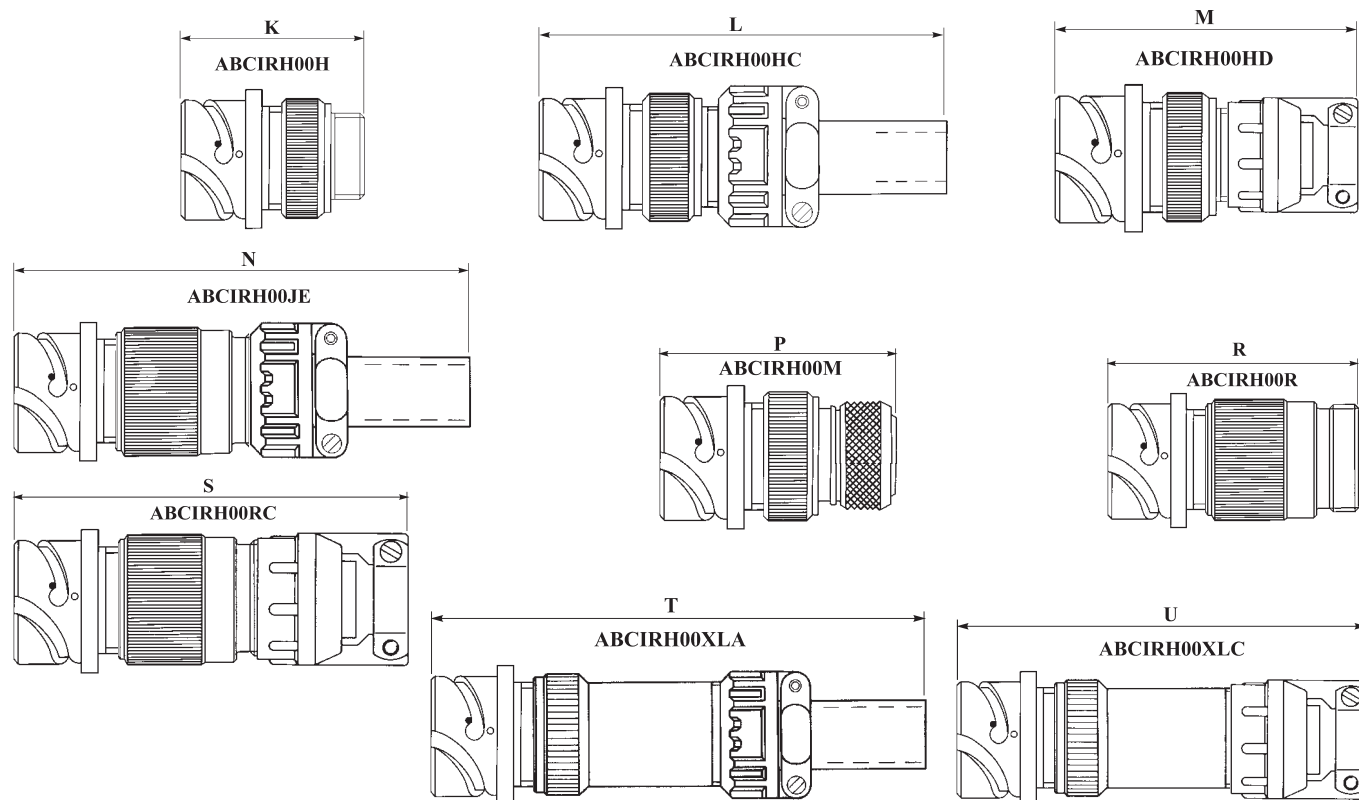 K
ABCIRH00H
L
ABCIRH00HC
M
ABCIRH00HD
N
ABCIRH00JE
P
ABCIRH00M
R
ABCIRH00R
S
ABCIRH00RC
T
ABCIRH00XLA
U
ABCIRH00XLC